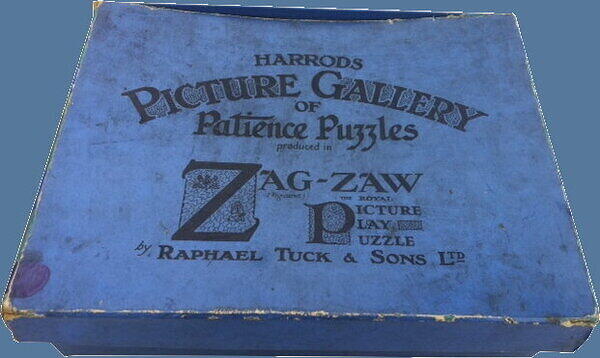 HARRODS
PICTURE GALLERY
OF
Patience Puzzles
produced in
ZAG-ZAW
(Registered) THE ROYAL
PICTURE
PLAY
PUZZLE
by RAPHAEL TUCK & SONS LTD